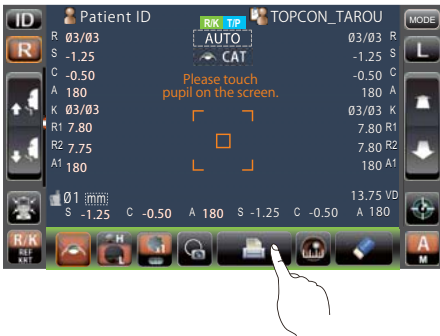 ID Patient ID R/K T/P TOPCON_TAROU MODE
R R 03/03 AUTO 03/03 R L
S -1.25 CAT -1.25 S
C -0.50 Please touch -0.50 C
A 180 pupil on the screen. 180 A
K 03/03 03/03 K
R1 7.80 7.80 R1
R2 7.75 7.80 R2
A1 180 180 A1
01 mm 13.75 VD
S -1.25 C -0.50 A 180 S -1.25 C -0.50 A 180
R/K REF KRT H L A M